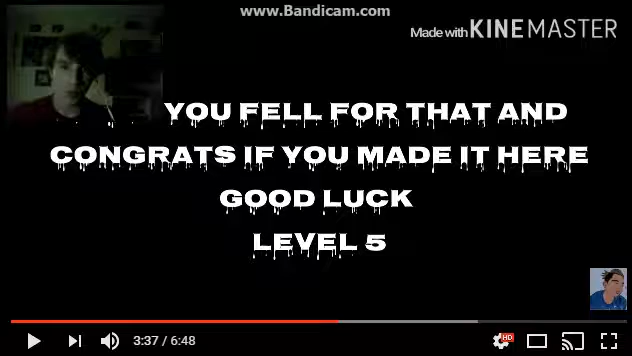 www.Bandicam.com
Made with KINEMASTER
YOU FELL FOR THAT AND
CONGRATS IF YOU MADE IT HERE
GOOD LUCK
LEVEL 5
3:37 / 6:48
HD